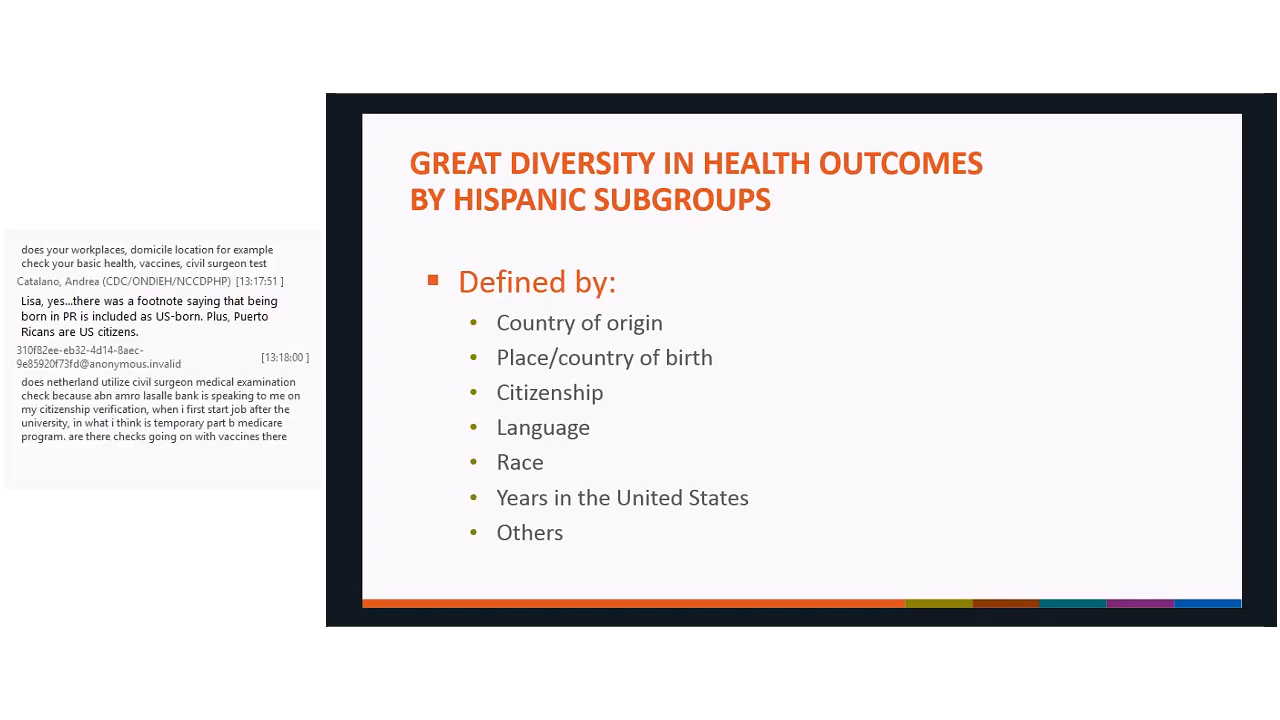 does your workplaces, domicile location for example
check your basic health, vaccines, civil surgeon test
Catalano, Andrea (CDC/ONDIEH/NCCDPHP) [13:17:51 ]
Lisa, yes...there was a footnote saying that being
born in PR is included as US-born. Plus, Puerto
Ricans are US citizens.
310f82ee-eb32-4d14-8aec-
9e85920f73fd@anonymous.invalid [13:18:00 ]
does netherland utilize civil surgeon medical examination
check because abn amro lasalle bank is speaking to me on
my citizenship verification, when i first start job after the
university, in what i think is temporary part b medicare
program. are there checks going on with vaccines there
GREAT DIVERSITY IN HEALTH OUTCOMES
BY HISPANIC SUBGROUPS
Defined by:
• Country of origin
• Place/country of birth
• Citizenship
• Language
• Race
• Years in the United States
• Others